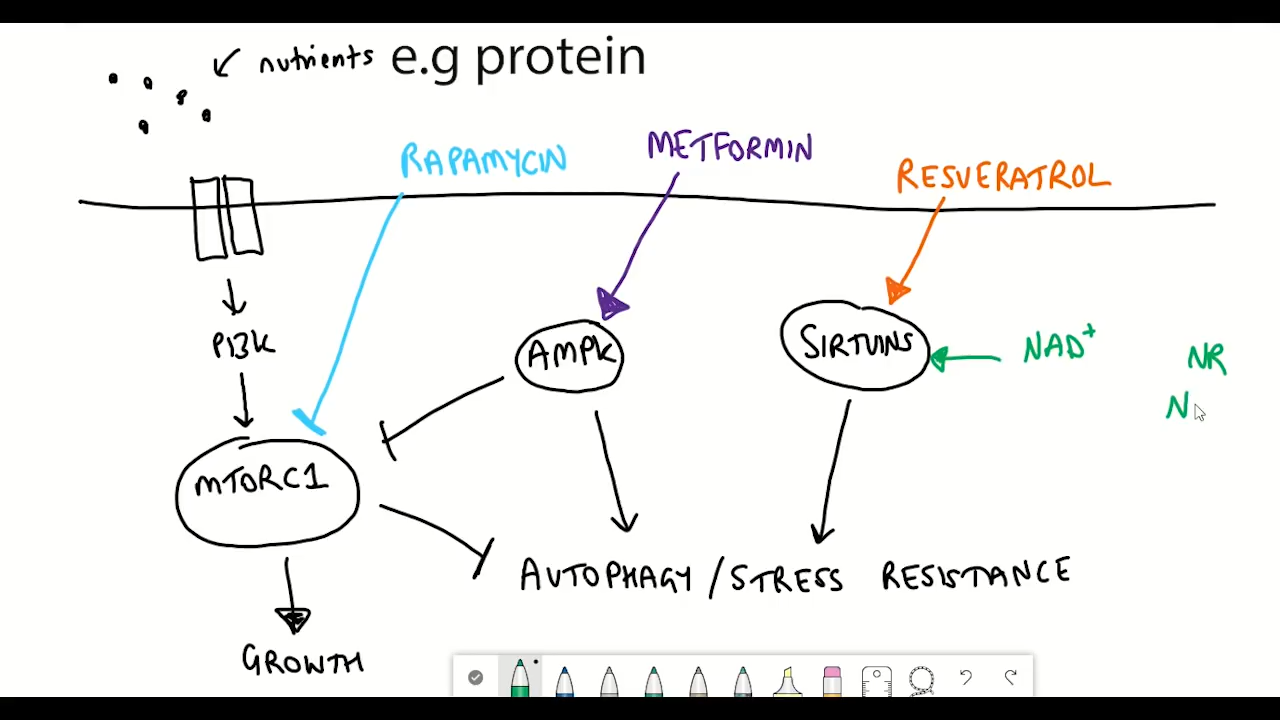 nutrients e.g protein
RAPAMYCIN
METFORMIN
RESVERATROL
PI3K
AMPK
SIRTUINS
NAD+
NR
N
mTORC1
AUTOPHAGY / STRESS RESISTANCE
GROWTH